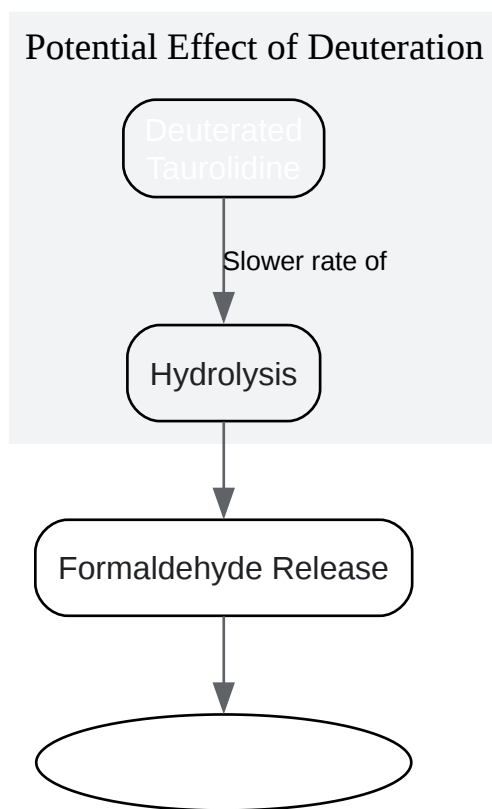 Potential Effect of Deuteration
Deuterated
Taurolidine
Slower rate of
Hydrolysis
Formaldehyde Release